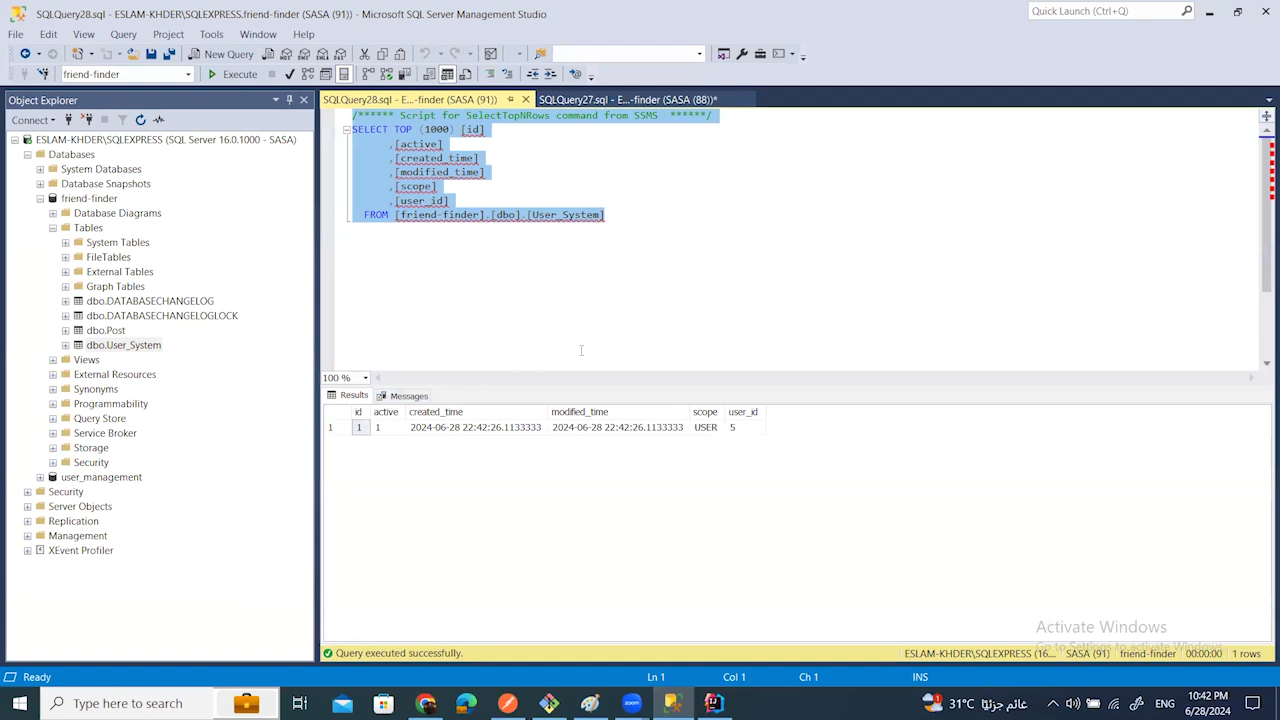 SQLQuery28.sql - ESLAM-KHDER\SQLEXPRESS.friend-finder (SASA (91)) - Microsoft SQL Server Management Studio
Quick Launch (Ctrl+Q)
File Edit View Query Project Tools Window Help
New Query
friend-finder Execute
Object Explorer
SQLQuery28.sql - E...-finder (SASA (91))
SQLQuery27.sql - E...-finder (SASA (88))*
Connect
ESLAM-KHDER\SQLEXPRESS (SQL Server 16.0.1000 - SASA)
Databases
System Databases
Database Snapshots
friend-finder
Database Diagrams
Tables
System Tables
FileTables
External Tables
Graph Tables
dbo.DATABASECHANGELOG
dbo.DATABASECHANGELOGLOCK
dbo.Post
dbo.User_System
Views
External Resources
Synonyms
Programmability
Query Store
Service Broker
Storage
Security
user_management
Security
Server Objects
Replication
Management
XEvent Profiler
/****** Script for SelectTopNRows command from SSMS ******/
SELECT TOP (1000) [id]
,[active]
,[created_time]
,[modified_time]
,[scope]
,[user_id]
FROM [friend-finder].[dbo].[User_System]
100 %
Results Messages
id active created_time modified_time scope user_id
1 1 1 2024-06-28 22:42:26.1133333 2024-06-28 22:42:26.1133333 USER 5
Activate Windows
Go to Settings to activate Windows.
Query executed successfully.
ESLAM-KHDER\SQLEXPRESS (16... SASA (91) friend-finder 00:00:00 1 rows
Ready Ln 1 Col 1 Ch 1 INS
Type here to search
zoom
31°C غائم جزئيًا
ENG
10:42 PM
6/28/2024